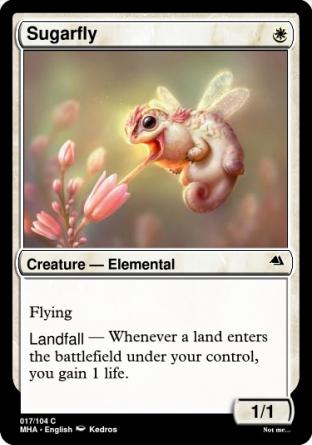 Sugarfly
Creature — Elemental
Flying
Landfall — Whenever a land enters
the battlefield under your control,
you gain 1 life.
1/1
017/104 C
MHA • English Kedros
Not me...